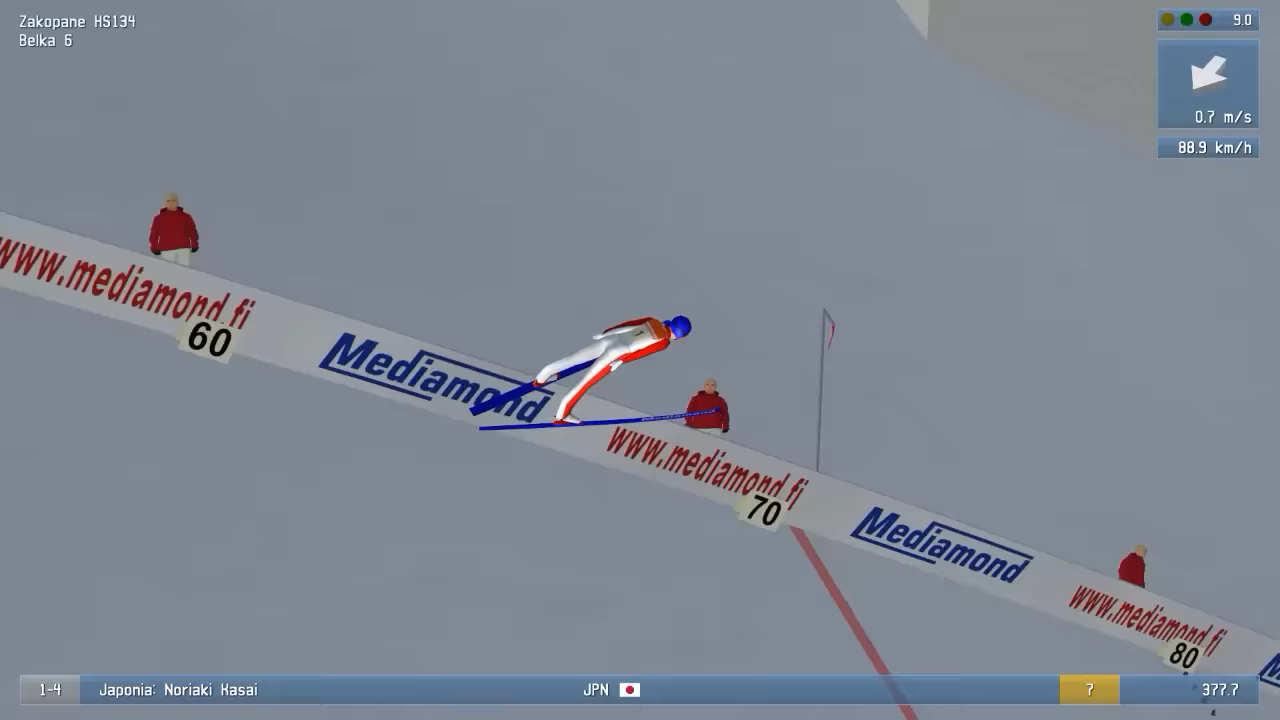 Zakopane HS134
Belka 6
9.0
0.7 m/s
88.9 km/h
www.mediamond.fi
60
Mediamond
www.mediamond.fi
70
Mediamond
www.mediamond.fi
80
1-4 Japonia: Noriaki Kasai JPN 7 377.7